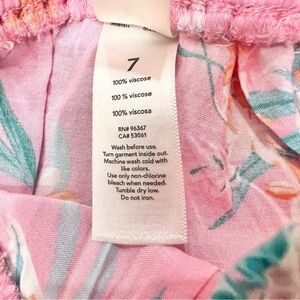 7
100% viscose
100 % viscose
100% viscosa
RN# 96367
CA# 53061
Wash before use.
Turn garment inside out.
Machine wash cold with
like colors.
Use only non-chlorine
bleach when needed.
Tumble dry low.
Do not iron.